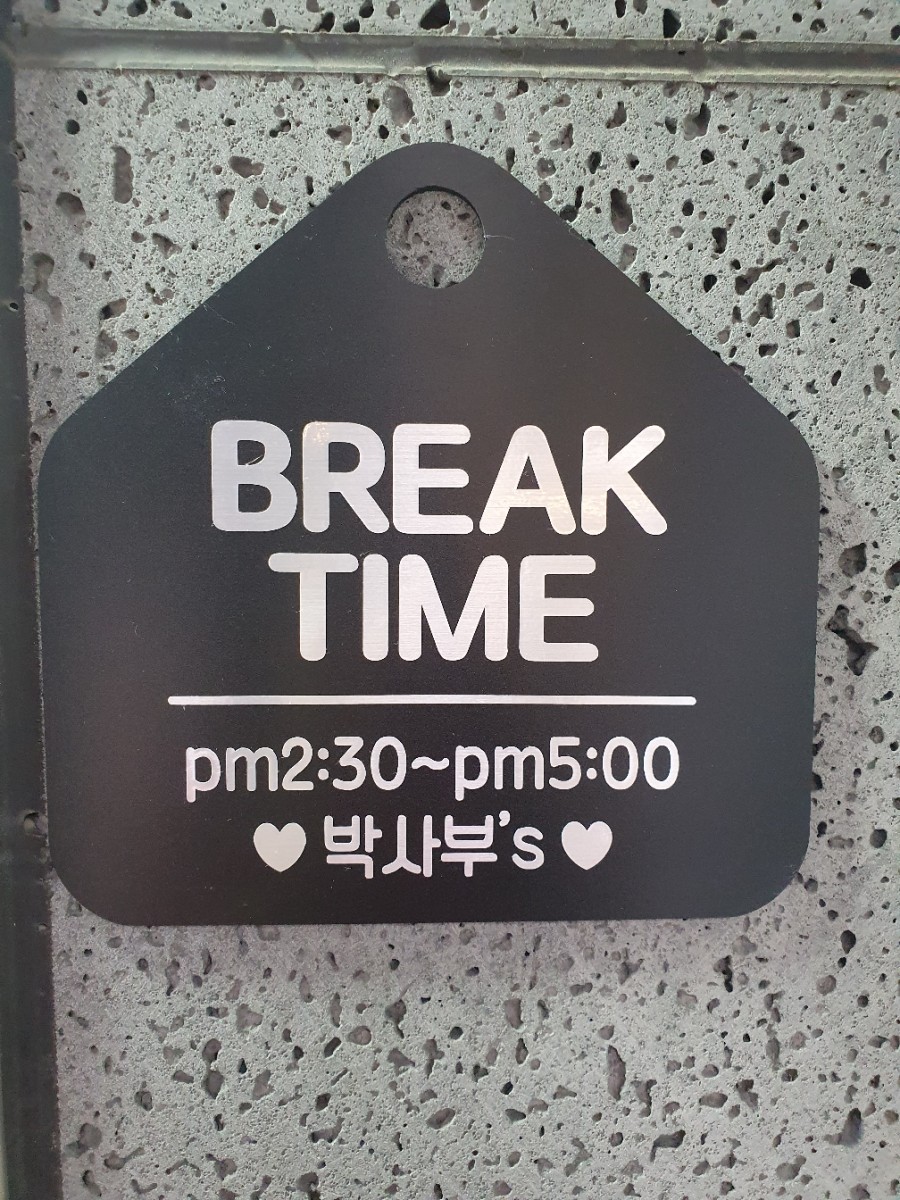 BREAK
TIME
pm2:30~pm5:00
♥ 박사부's ♥